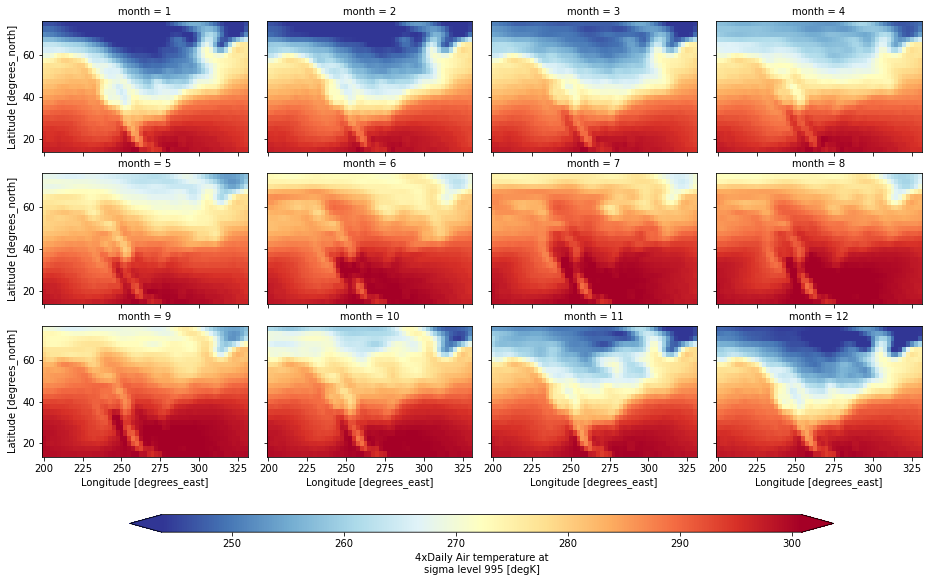 month = 1
month = 2
month = 3
month = 4
Latitude [degrees_north]
60
40
20
month = 5
month = 6
month = 7
month = 8
Latitude [degrees_north]
60
40
20
month = 9
month = 10
month = 11
month = 12
Latitude [degrees_north]
60
40
20
200 225 250 275 300 325
200 225 250 275 300 325
200 225 250 275 300 325
200 225 250 275 300 325
Longitude [degrees_east]
Longitude [degrees_east]
Longitude [degrees_east]
Longitude [degrees_east]
250 260 270 280 290 300
4xDaily Air temperature at
sigma level 995 [degK]